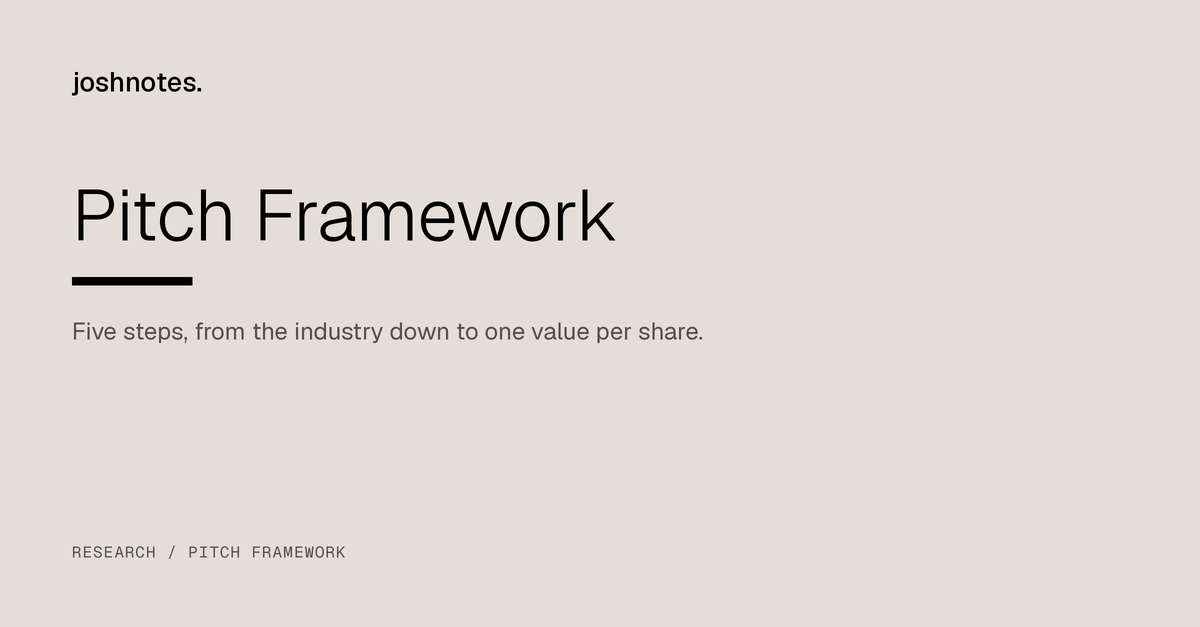 joshnotes.
Pitch Framework
Five steps, from the industry down to one value per share.
RESEARCH / PITCH FRAMEWORK